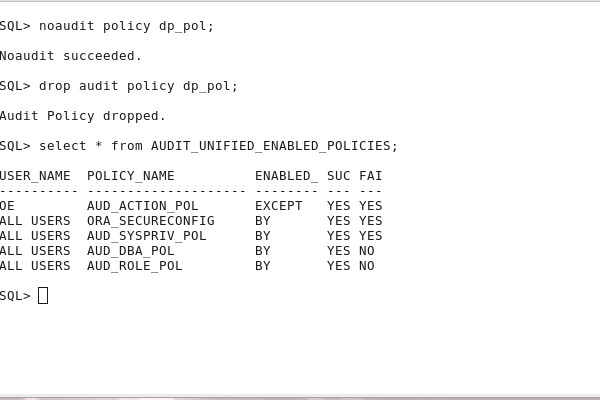 SQL> noaudit policy dp_pol;
Noaudit succeeded.
SQL> drop audit policy dp_pol;
Audit Policy dropped.
SQL> select * from AUDIT_UNIFIED_ENABLED_POLICIES;
USER_NAME  POLICY_NAME          ENABLED_ SUC FAI
---------- -------------------- -------- --- ---
OE         AUD_ACTION_POL       EXCEPT   YES YES
ALL USERS  ORA_SECURECONFIG     BY       YES YES
ALL USERS  AUD_SYSPRIV_POL      BY       YES YES
ALL USERS  AUD_DBA_POL          BY       YES NO
ALL USERS  AUD_ROLE_POL         BY       YES NO
SQL>